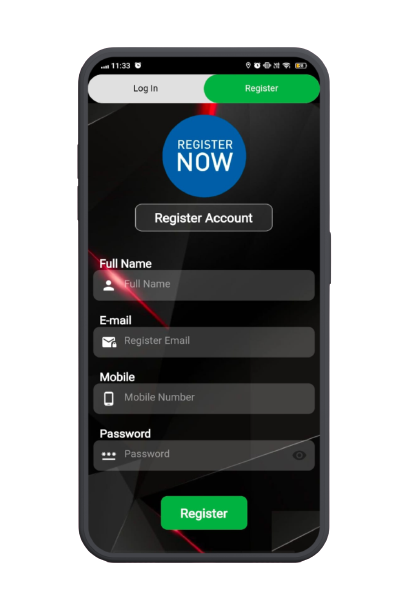 11:33
Log In
Register
REGISTER
NOW
Register Account
Full Name
Full Name
E-mail
Register Email
Mobile
Mobile Number
Password
Password
Register